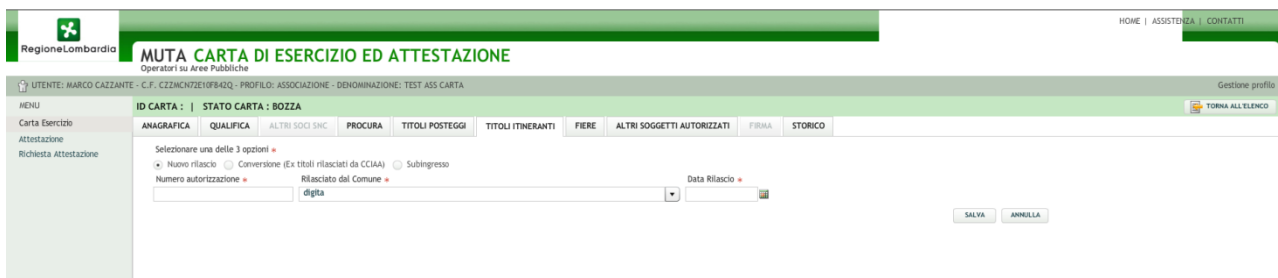 HOME | ASSISTENZA | CONTATTI
RegioneLombardia
MUTA CARTA DI ESERCIZIO ED ATTESTAZIONE
Operatori su Aree Pubbliche
UTENTE: MARCO CAZZANTE - C.F. CZZMCN72E10F842Q - PROFILO: ASSOCIAZIONE - DENOMINAZIONE: TEST ASS CARTA
Gestione profilo
MENU
Carta Esercizio
Attestazione
Richiesta Attestazione
ID CARTA : | STATO CARTA : BOZZA
TORNA ALL'ELENCO
ANAGRAFICA QUALIFICA ALTRI SOCI SNC PROCURA TITOLI POSTEGGI TITOLI ITINERANTI FIERE ALTRI SOGGETTI AUTORIZZATI FIRMA STORICO
Selezionare una delle 3 opzioni *
Nuovo rilascio Conversione (Ex titoli rilasciati da CCIAA) Subingresso
Numero autorizzazione * Rilasciato dal Comune * Data Rilascio *
digita
SALVA ANNULLA